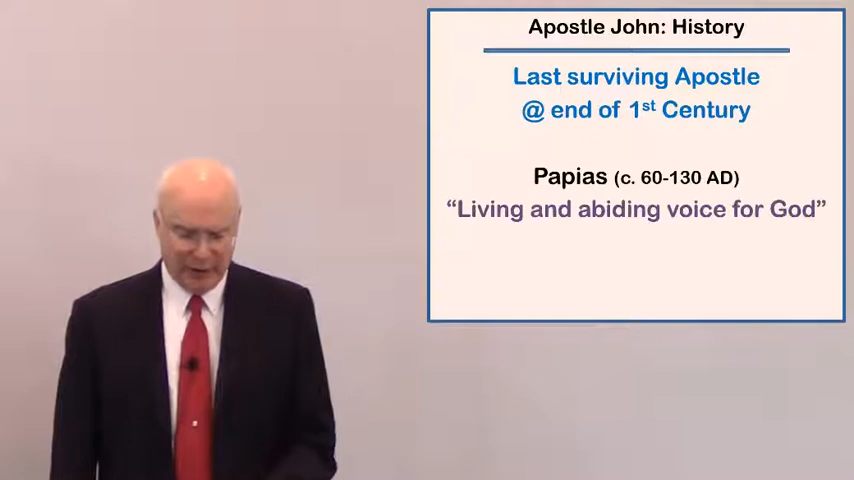 Apostle John: History
Last surviving Apostle
@ end of 1st Century
Papias (c. 60-130 AD)
“Living and abiding voice for God”